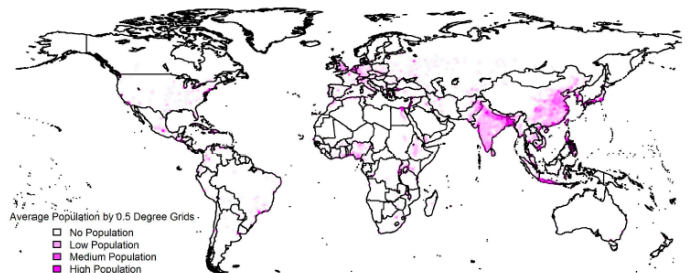 Average Population by 0.5 Degree Grids
No Population
Low Population
Medium Population
High Population